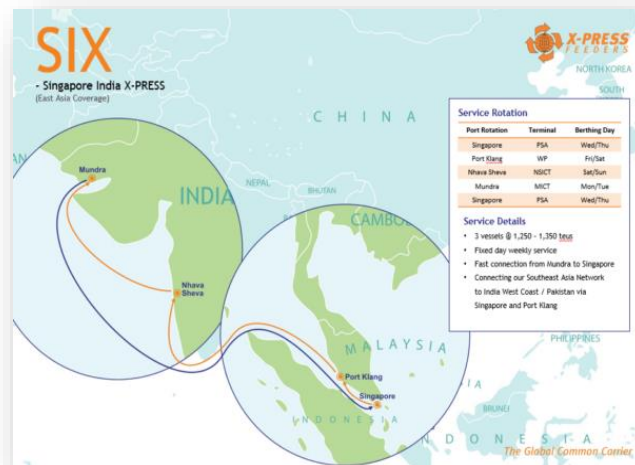 SIX
- Singapore India X-PRESS
(East Asia Coverage)
X-PRESS
FEEDERS
NORTH KOREA
SOUTH
CHINA
Service Rotation
Port Rotation Terminal Berthing Day
Singapore PSA Wed/Thu
Port Klang WP Fri/Sat
Nhava Sheva NSICT Sat/Sun
Mundra MICT Mon/Tue
Singapore PSA Wed/Thu
Service Details
• 3 vessels @ 1,250 - 1,350 teus
• Fixed day weekly service
• Fast connection from Mundra to Singapore
• Connecting our Southeast Asia Network
to India West Coast / Pakistan via
Singapore and Port Klang
Mundra
INDIA
NEPAL
BHUTAN
CAMBO
Nhava
Sheva
MALAYSIA
PHILIPPINES
Port Klang
Singapore
INDONESIA
BRUNEI
INDONESIA
The Global Common Carrier